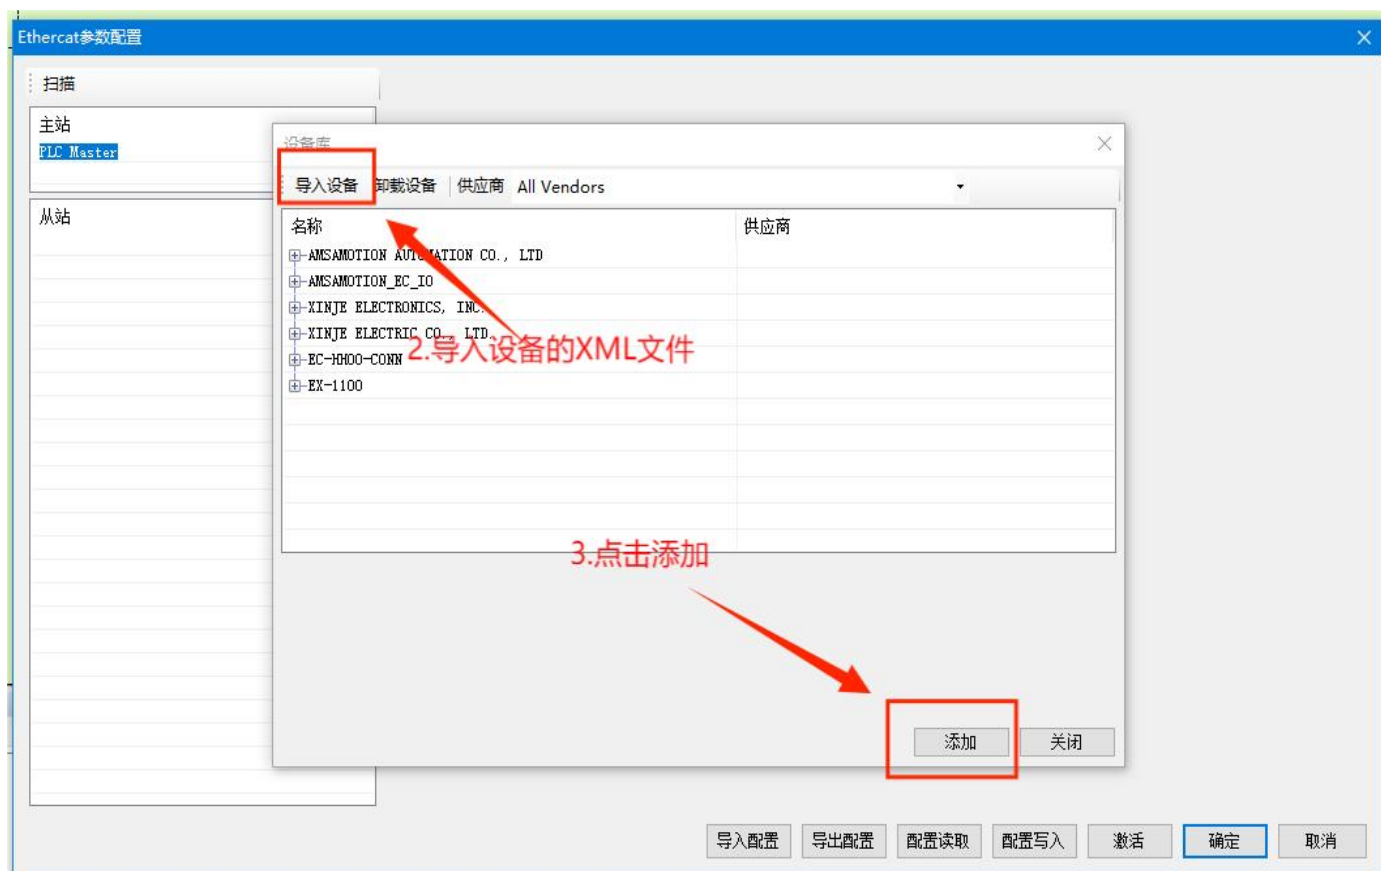 Ethercat参数配置
扫描
主站
PLC Master
从站
设备库
导入设备 卸载设备 供应商 All Vendors
名称 供应商
AMSAMOTION AUTOMATION CO., LTD
AMSAMOTION_EC_IO
XINJE ELECTRONICS, INC.
XINJE ELECTRIC CO., LTD.
EC-HH00-CONN
EX-1100
2.导入设备的XML文件
3.点击添加
添加 关闭
导入配置 导出配置 配置读取 配置写入 激活 确定 取消